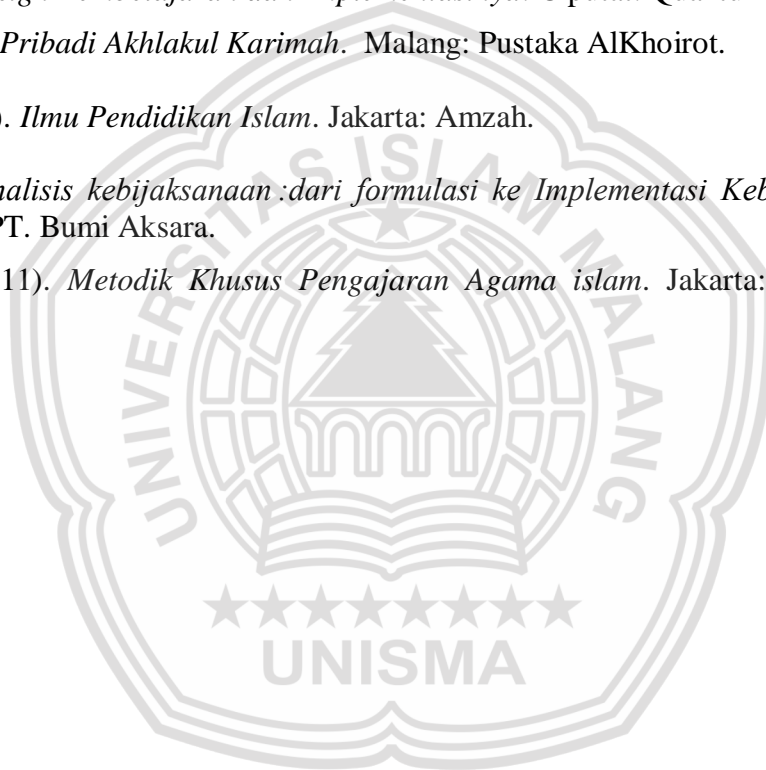 Pribadi Akhlakul Karimah. Malang: Pustaka AlKhoirot.
). Ilmu Pendidikan Islam. Jakarta: Amzah.
nalisis kebijaksanaan :dari formulasi ke Implementasi Keb
PT. Bumi Aksara.
11). Metodik Khusus Pengajaran Agama islam. Jakarta:
UNIVERSITAS ISLAM MALANG
UNISMA